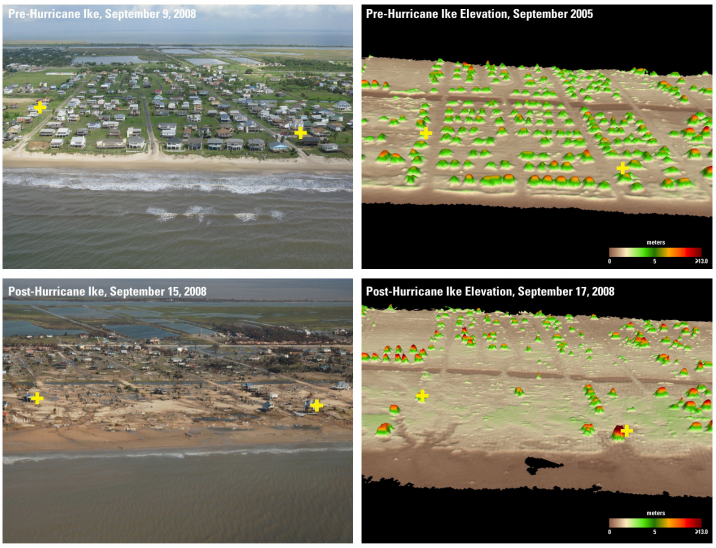 Pre-Hurricane Ike, September 9, 2008
Pre-Hurricane Ike Elevation, September 2005
meters
0 5 >13.0
Post-Hurricane Ike, September 15, 2008
Post-Hurricane Ike Elevation, September 17, 2008
meters
0 5 >13.0